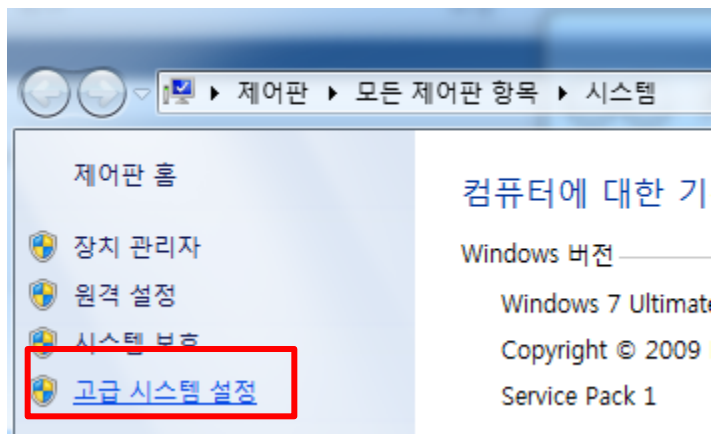 제어판 ▸ 모든 제어판 항목 ▸ 시스템
제어판 홈
장치 관리자
원격 설정
시스템 보호
고급 시스템 설정
컴퓨터에 대한 기
Windows 버전
Windows 7 Ultimate
Copyright © 2009
Service Pack 1